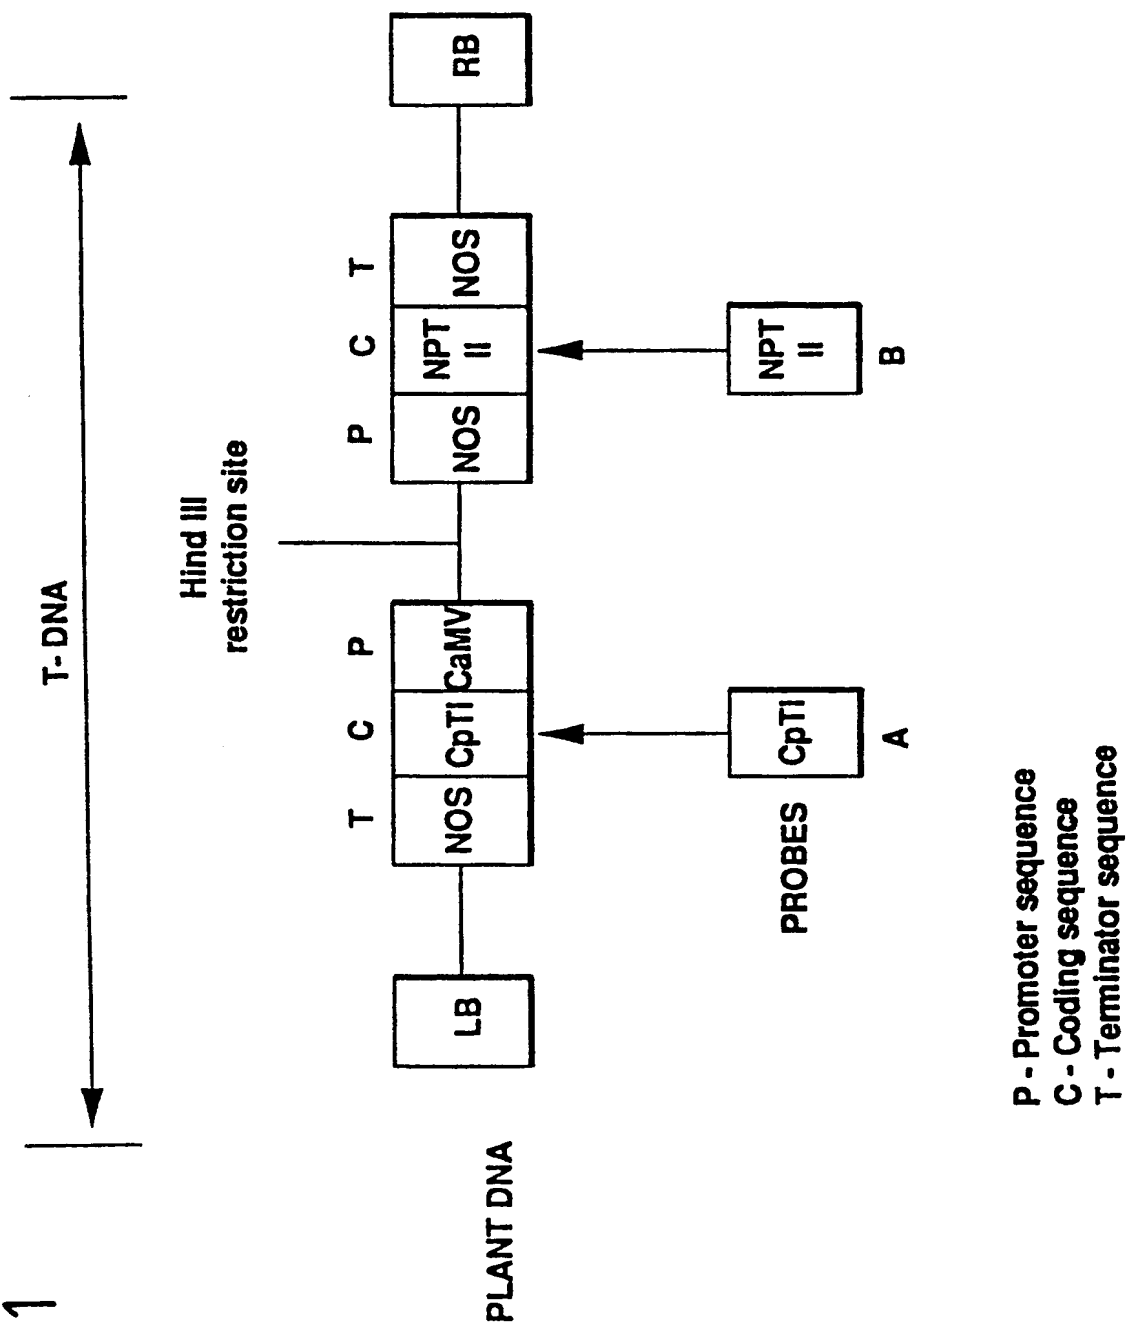 1
T- DNA
Hind III
restriction site
T C P P C T
PLANT DNA LB NOS CpTI CaMV NOS NPT II NOS RB
PROBES CpTI NPT II
A B
P - Promoter sequence
C - Coding sequence
T - Terminator sequence